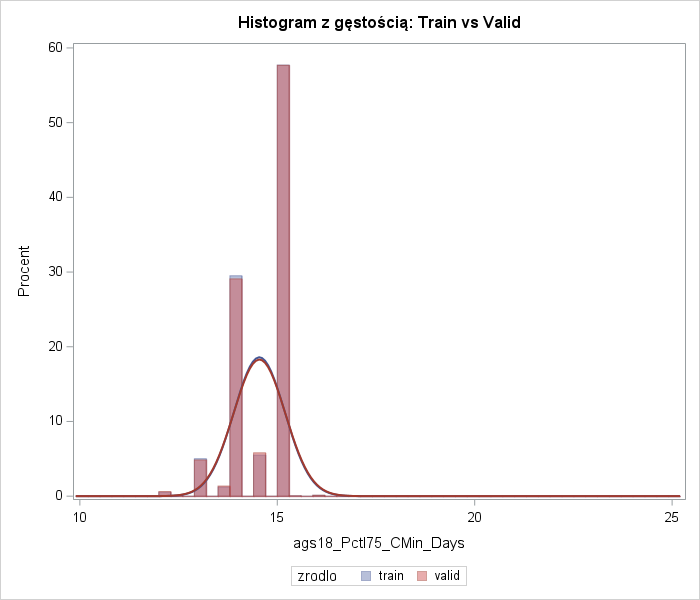 Histogram z gęstością: Train vs Valid
60
50
40
30
20
10
0
Procent
10 15 20 25
ags18_Pctl75_CMin_Days
zrodlo train valid